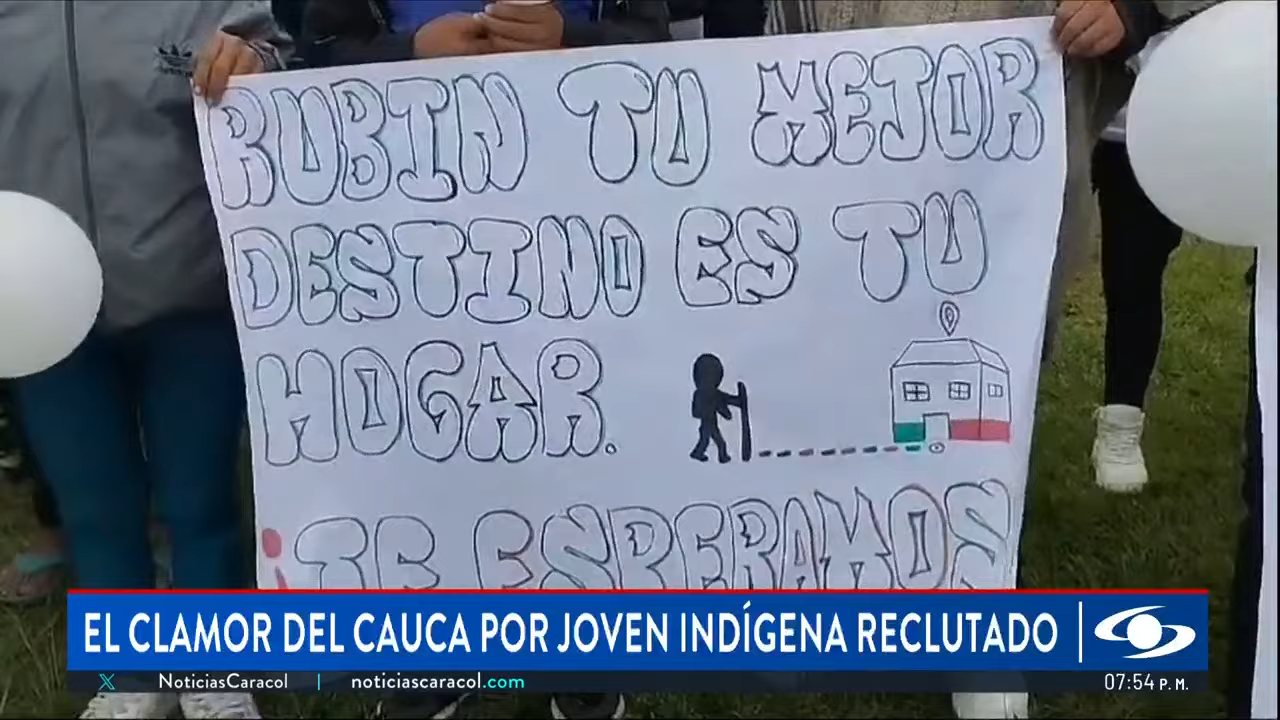 RUBIN TU MEJOR
DESTINO ES TU
HOGAR.
¡TE ESPERAMOS
EL CLAMOR DEL CAUCA POR JOVEN INDÍGENA RECLUTADO
NoticiasCaracol | noticiascaracol.com
07:54 P. M.